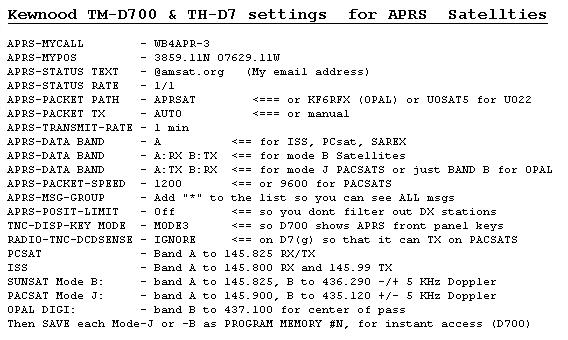 Kewnood TM-D700 & TH-D7 settings for APRS Satellties
APRS-MYCALL - WB4APR-3
APRS-MYPOS - 3859.11N 07629.11W
APRS-STATUS TEXT - @amsat.org (My email address)
APRS-STATUS RATE - 1/1
APRS-PACKET PATH - APRSAT <=== or KF6RFX (OPAL) or UOSAT5 for UO22
APRS-PACKET TX - AUTO <=== or manual
APRS-TRANSMIT-RATE - 1 min
APRS-DATA BAND - A <== for ISS, PCsat, SAREX
APRS-DATA BAND - A:RX B:TX <== for mode B Satellites
APRS-DATA BAND - A:TX B:RX <== for mode J PACSATS or just BAND B for OPAL
APRS-PACKET-SPEED - 1200 <== or 9600 for PACSATS
APRS-MSG-GROUP - Add "*" to the list so you can see ALL msgs
APRS-POSIT-LIMIT - Off <== so you dont filter out DX stations
TNC-DISP-KEY MODE - MODE3 <== so D700 shows APRS front panel keys
RADIO-TNC-DCDSENSE - IGNORE <== on D7(g) so that it can TX on PACSATS
PCSAT - band A to 145.825 RX/TX
ISS - band A to 145.800 RX and 145.99 TX
SUNSAT Mode B: - band A to 145.825, B to 436.290 -/+ 5 KHz Doppler
PACSAT Mode J: - band A to 145.900, B to 435.120 +/- 5 KHz Doppler
OPAL DIGI: - band B to 437.100 for center of pass
Then SAVE each Mode-J or -B as PROGRAM MEMORY #N, for instant access (D700)